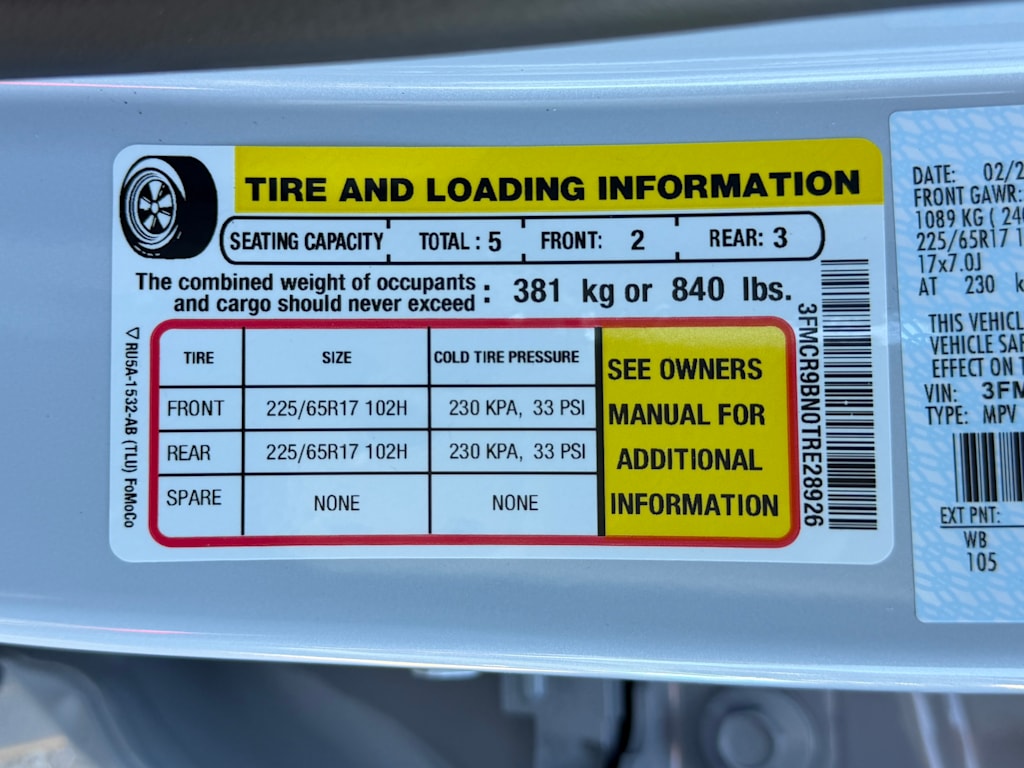 TIRE AND LOADING INFORMATION
SEATING CAPACITY TOTAL : 5 FRONT: 2 REAR: 3
The combined weight of occupants
and cargo should never exceed : 381 kg or 840 lbs.
TIRE SIZE COLD TIRE PRESSURE
FRONT 225/65R17 102H 230 KPA, 33 PSI
REAR 225/65R17 102H 230 KPA, 33 PSI
SPARE NONE NONE
SEE OWNERS
MANUAL FOR
ADDITIONAL
INFORMATION
RU5A-1532-AB (TLU) FoMoCo
3FMCR9BN0TRE28926
DATE: 02/2
FRONT GAWR:
1089 KG ( 240
225/65R17 1
17x7.0J
AT 230 k
THIS VEHICL
VEHICLE SAF
EFFECT ON T
VIN: 3FM
TYPE: MPV
EXT PNT:
WB
105